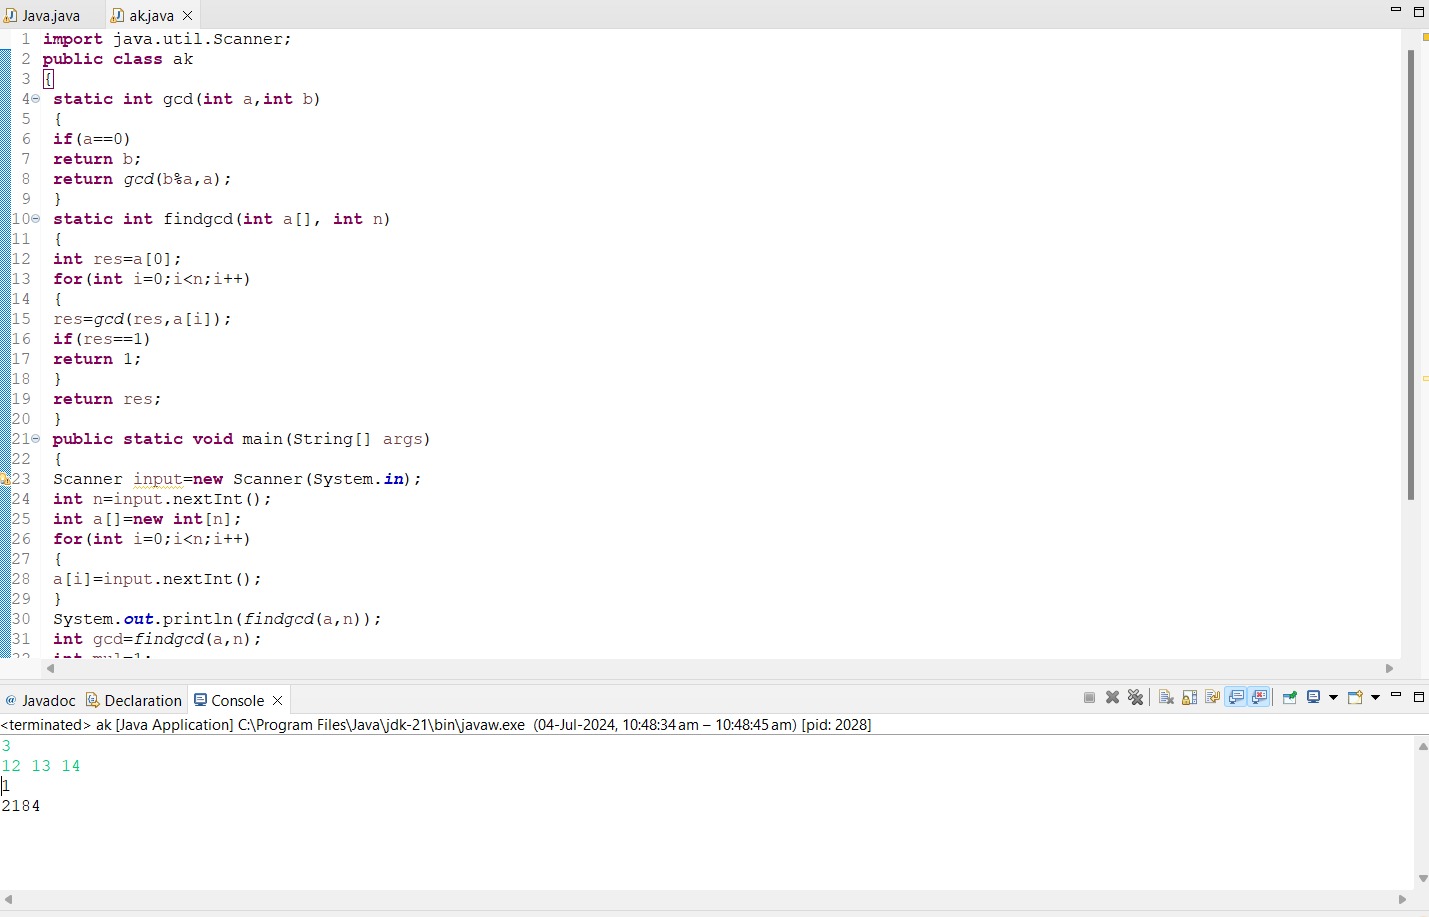 Java.java ak.java
1 import java.util.Scanner;
2 public class ak
3 {
4 static int gcd(int a,int b)
5 {
6 if(a==0)
7 return b;
8 return gcd(b%a,a);
9 }
10 static int findgcd(int a[], int n)
11 {
12 int res=a[0];
13 for(int i=0;i<n;i++)
14 {
15 res=gcd(res,a[i]);
16 if(res==1)
17 return 1;
18 }
19 return res;
20 }
21 public static void main(String[] args)
22 {
23 Scanner input=new Scanner(System.in);
24 int n=input.nextInt();
25 int a[]=new int[n];
26 for(int i=0;i<n;i++)
27 {
28 a[i]=input.nextInt();
29 }
30 System.out.println(findgcd(a,n));
31 int gcd=findgcd(a,n);
32 int mul=1;
@ Javadoc Declaration Console
<terminated> ak [Java Application] C:\Program Files\Java\jdk-21\bin\javaw.exe (04-Jul-2024, 10:48:34 am – 10:48:45 am) [pid: 2028]
3
12 13 14
1
2184